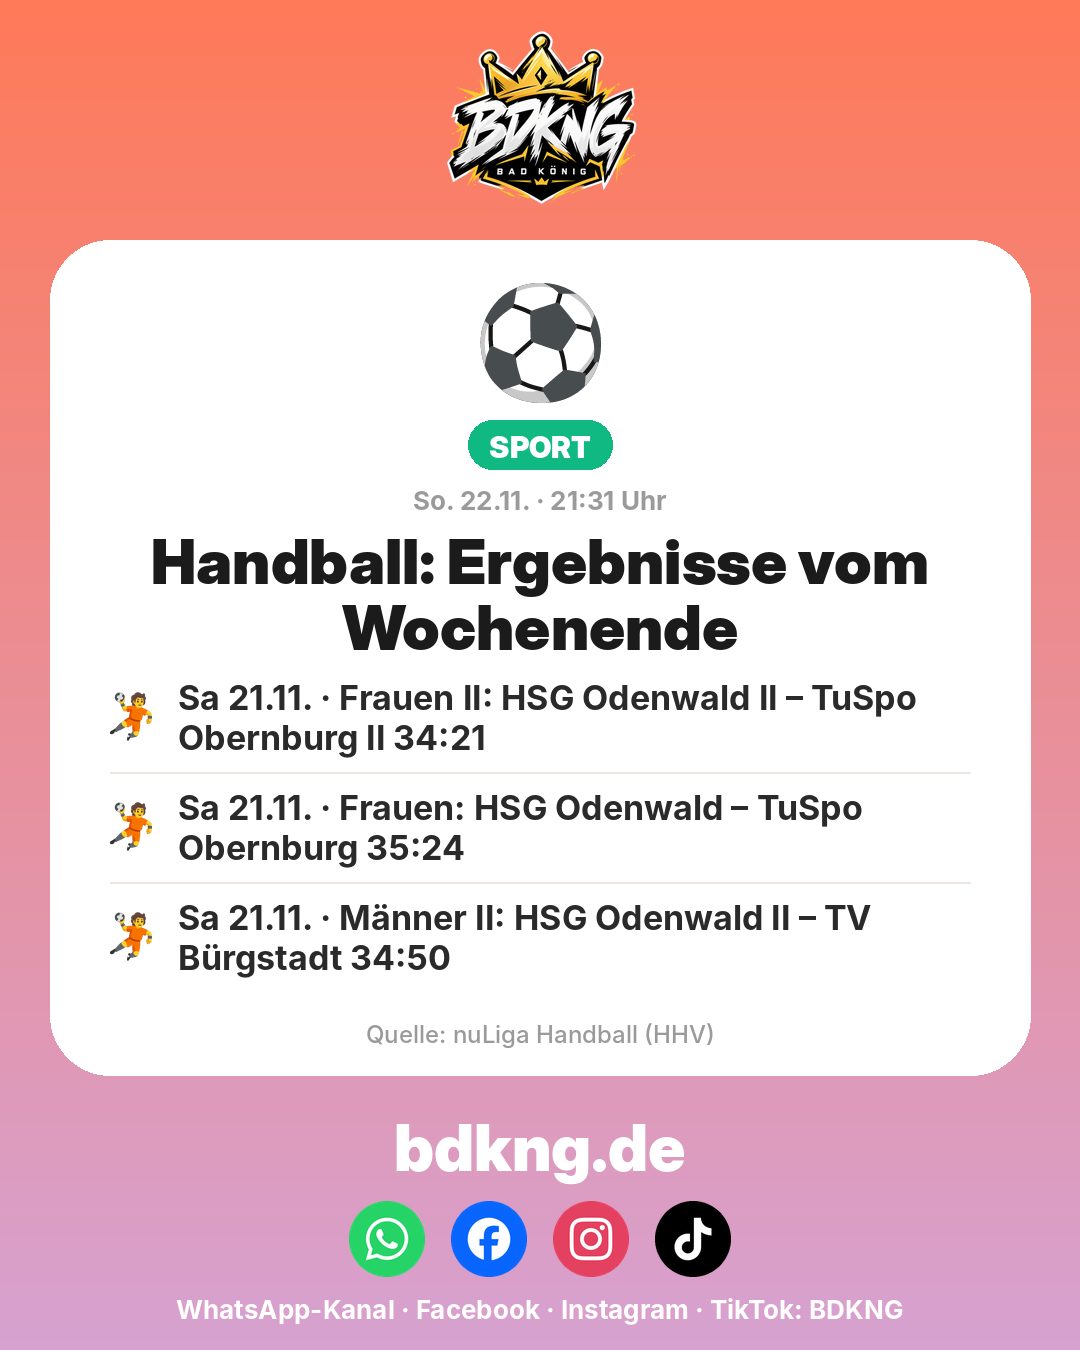 BDKNG
BAD KÖNIG
SPORT
So. 22.11. · 21:31 Uhr
Handball: Ergebnisse vom
Wochenende
Sa 21.11. · Frauen II: HSG Odenwald II – TuSpo
Obernburg II 34:21
Sa 21.11. · Frauen: HSG Odenwald – TuSpo
Obernburg 35:24
Sa 21.11. · Männer II: HSG Odenwald II – TV
Bürgstadt 34:50
Quelle: nuLiga Handball (HHV)
bdkng.de
WhatsApp-Kanal · Facebook · Instagram · TikTok: BDKNG